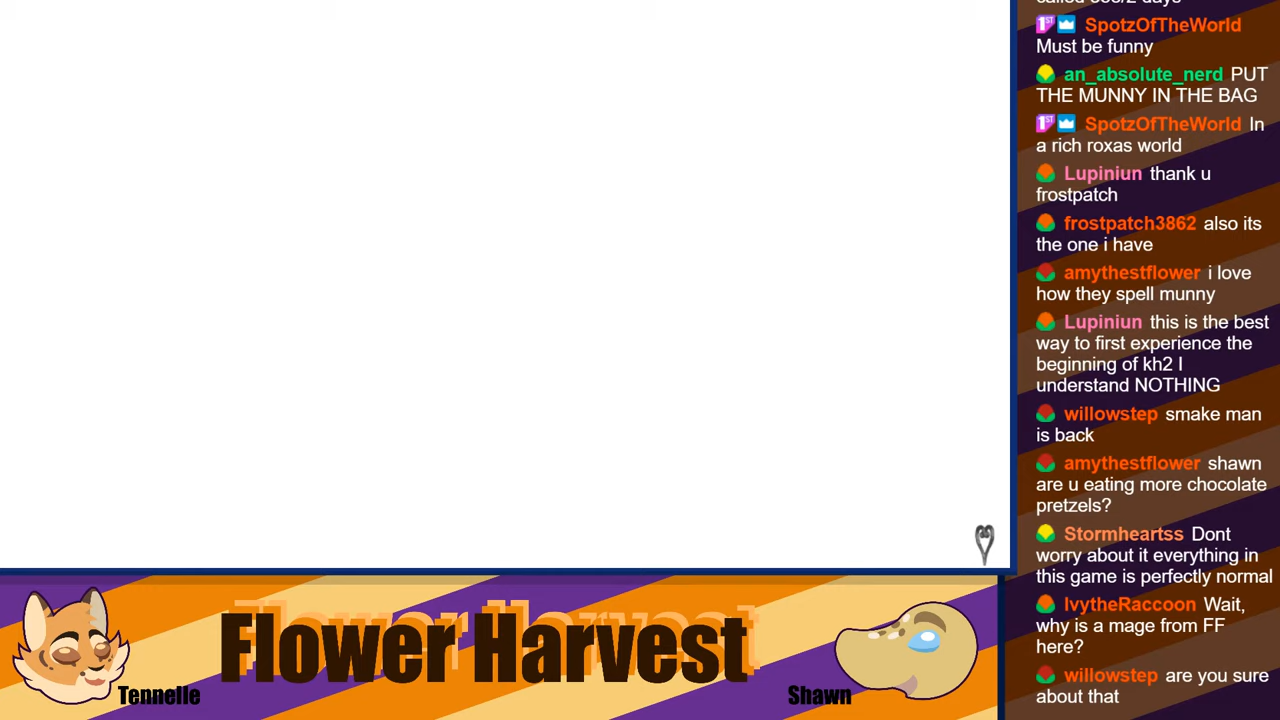 SpotzOfTheWorld
Must be funny
an_absolute_nerd PUT
THE MUNNY IN THE BAG
SpotzOfTheWorld In
a rich roxas world
Lupiniun thank u
frostpatch
frostpatch3862 also its
the one i have
amythestflower i love
how they spell munny
Lupiniun this is the best
way to first experience the
beginning of kh2 I
understand NOTHING
willowstep smake man
is back
amythestflower shawn
are u eating more chocolate
pretzels?
Stormheartss Dont
worry about it everything in
this game is perfectly normal
IvytheRaccoon Wait,
why is a mage from FF
here?
willowstep are you sure
about that
Flower Harvest
Tennelle
Shawn